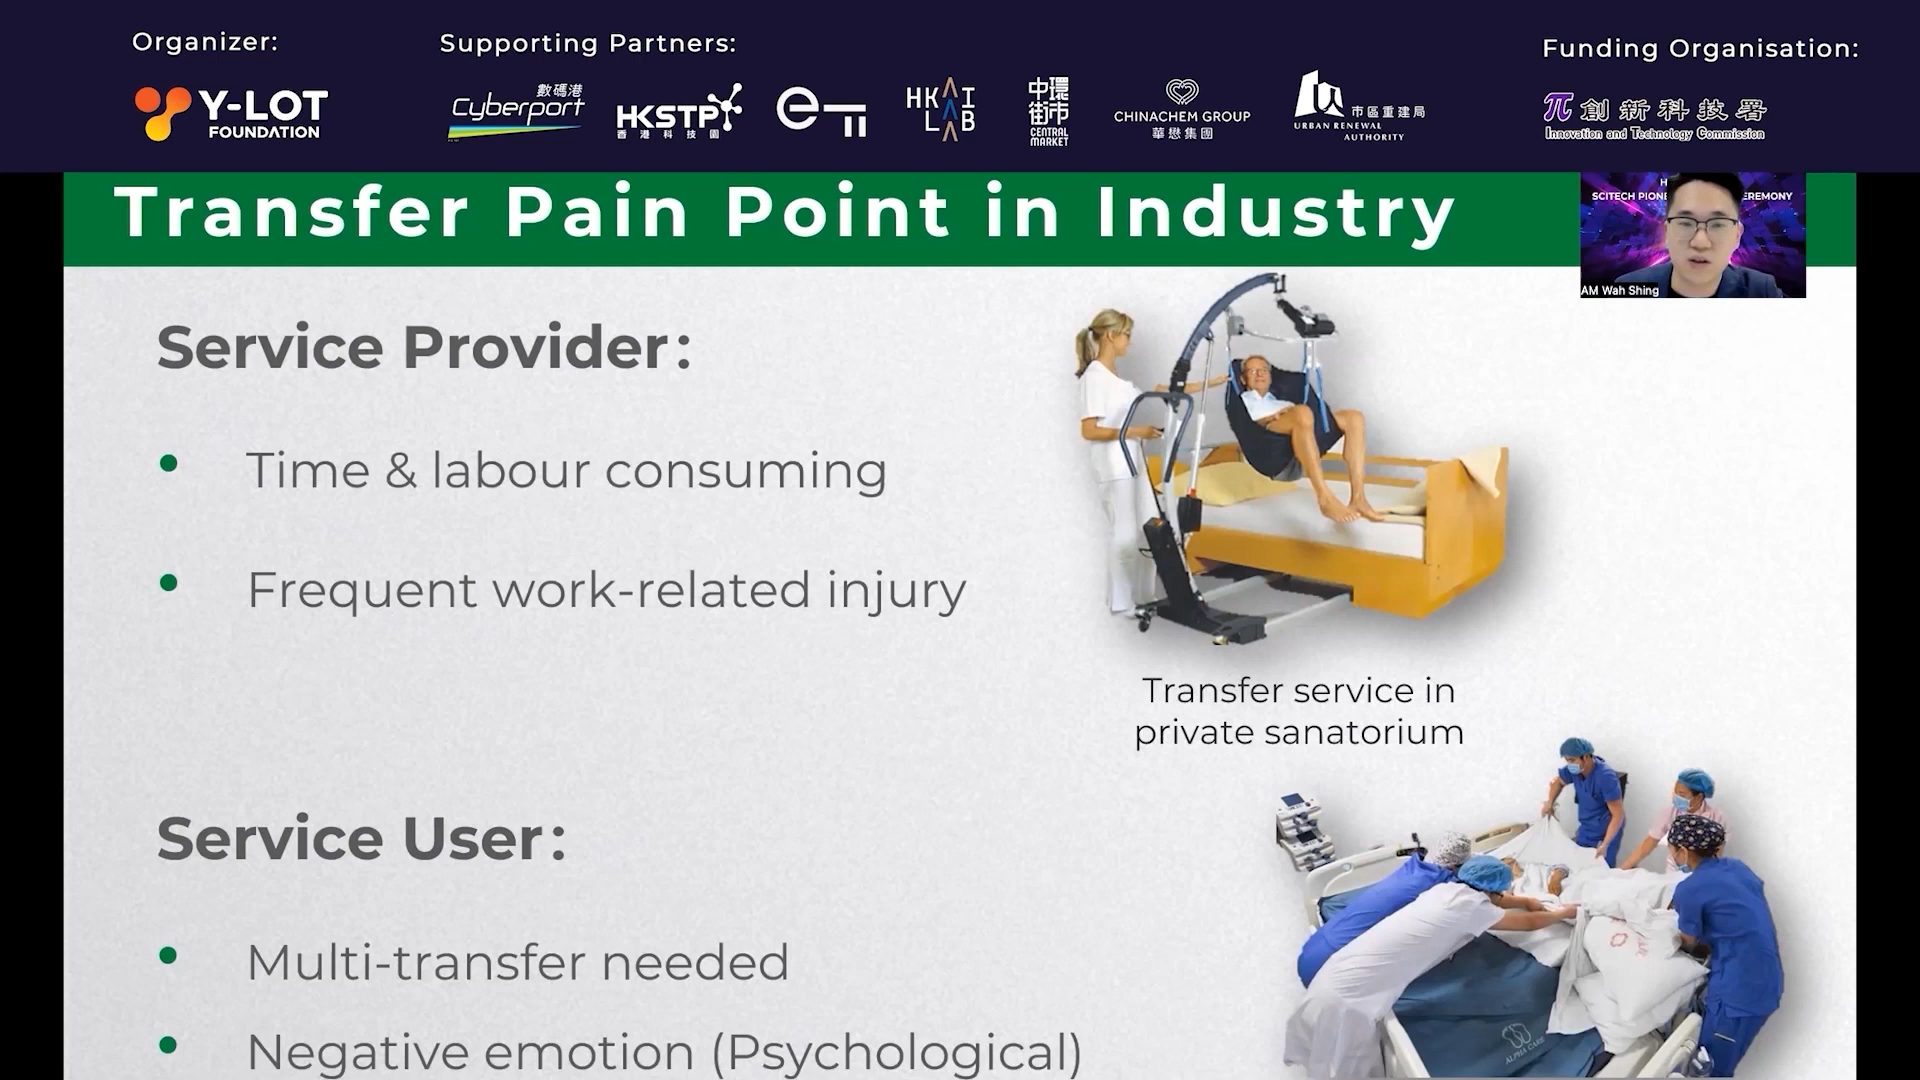 Organizer:
Supporting Partners:
Funding Organisation:
Y-LOT
FOUNDATION
數碼港
Cyberport
HKSTP
香港科技園
HK AI
LAB
中環
街市
CENTRAL
MARKET
CHINACHEM GROUP
華懋集團
市區重建局
URBAN RENEWAL
AUTHORITY
創新科技署
Innovation and Technology Commission
Transfer Pain Point in Industry
AM Wah Shing
Service Provider:
• Time & labour consuming
• Frequent work-related injury
Transfer service in
private sanatorium
Service User:
• Multi-transfer needed
• Negative emotion (Psychological)
ALPHA CARE